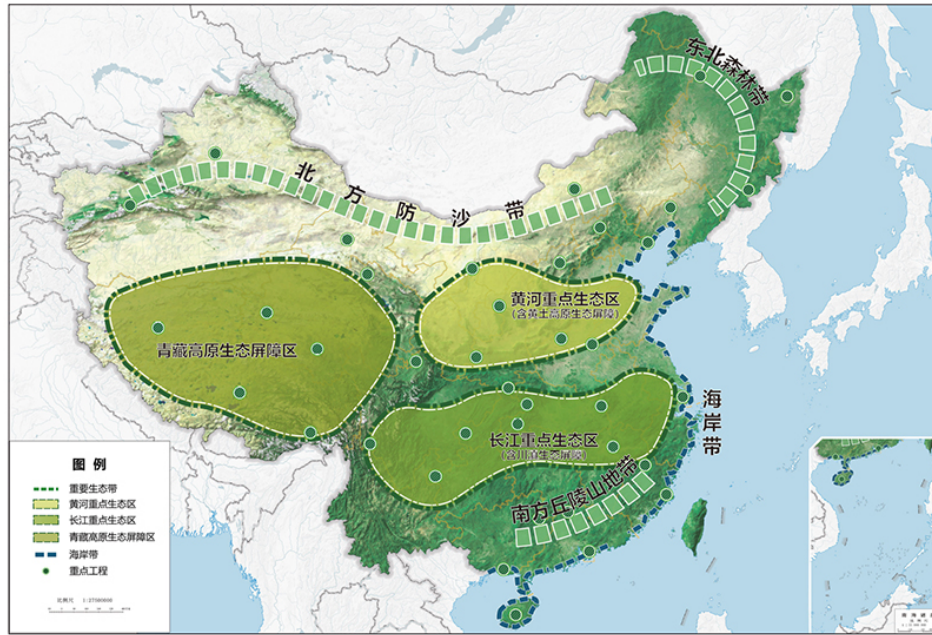 东北森林带
北方防沙带
黄河重点生态区
(含黄土高原生态屏障)
青藏高原生态屏障区
海岸带
长江重点生态区
(含川滇生态屏障)
南方丘陵山地带
图 例
重要生态带
黄河重点生态区
长江重点生态区
青藏高原生态屏障区
海岸带
重点工程
比例尺 1:27500000